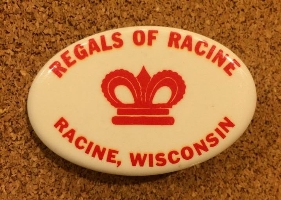 REGALS OF RACINE
RACINE, WISCONSIN